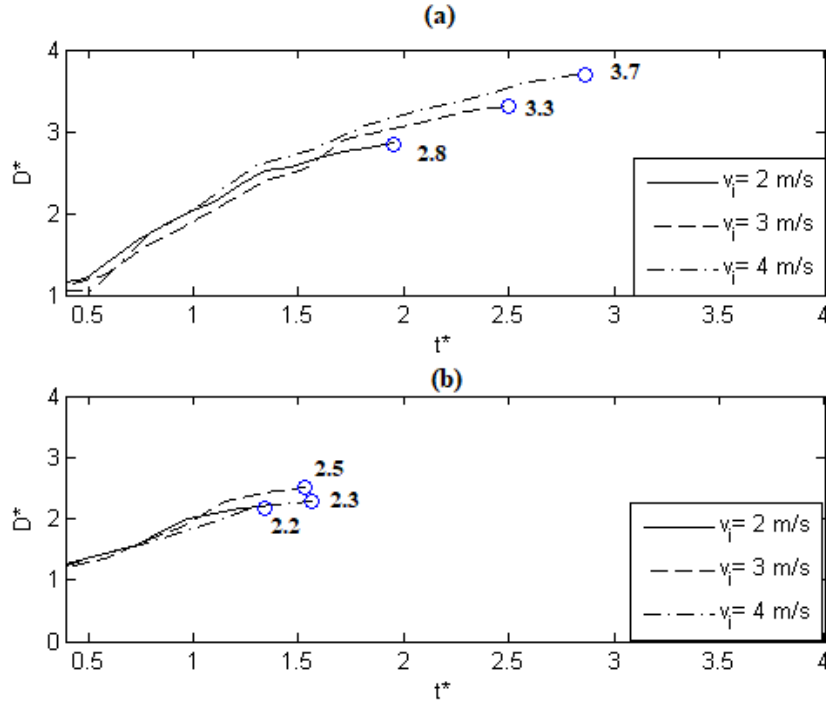 (a)
4
3
2
1
D*
3.7
3.3
2.8
v_i= 2 m/s
v_i= 3 m/s
v_i= 4 m/s
0.5 1 1.5 2 2.5 3 3.5 4
t*
(b)
4
3
2
1
0
D*
2.5
2.3
2.2
v_i= 2 m/s
v_i= 3 m/s
v_i= 4 m/s
0.5 1 1.5 2 2.5 3 3.5 4
t*